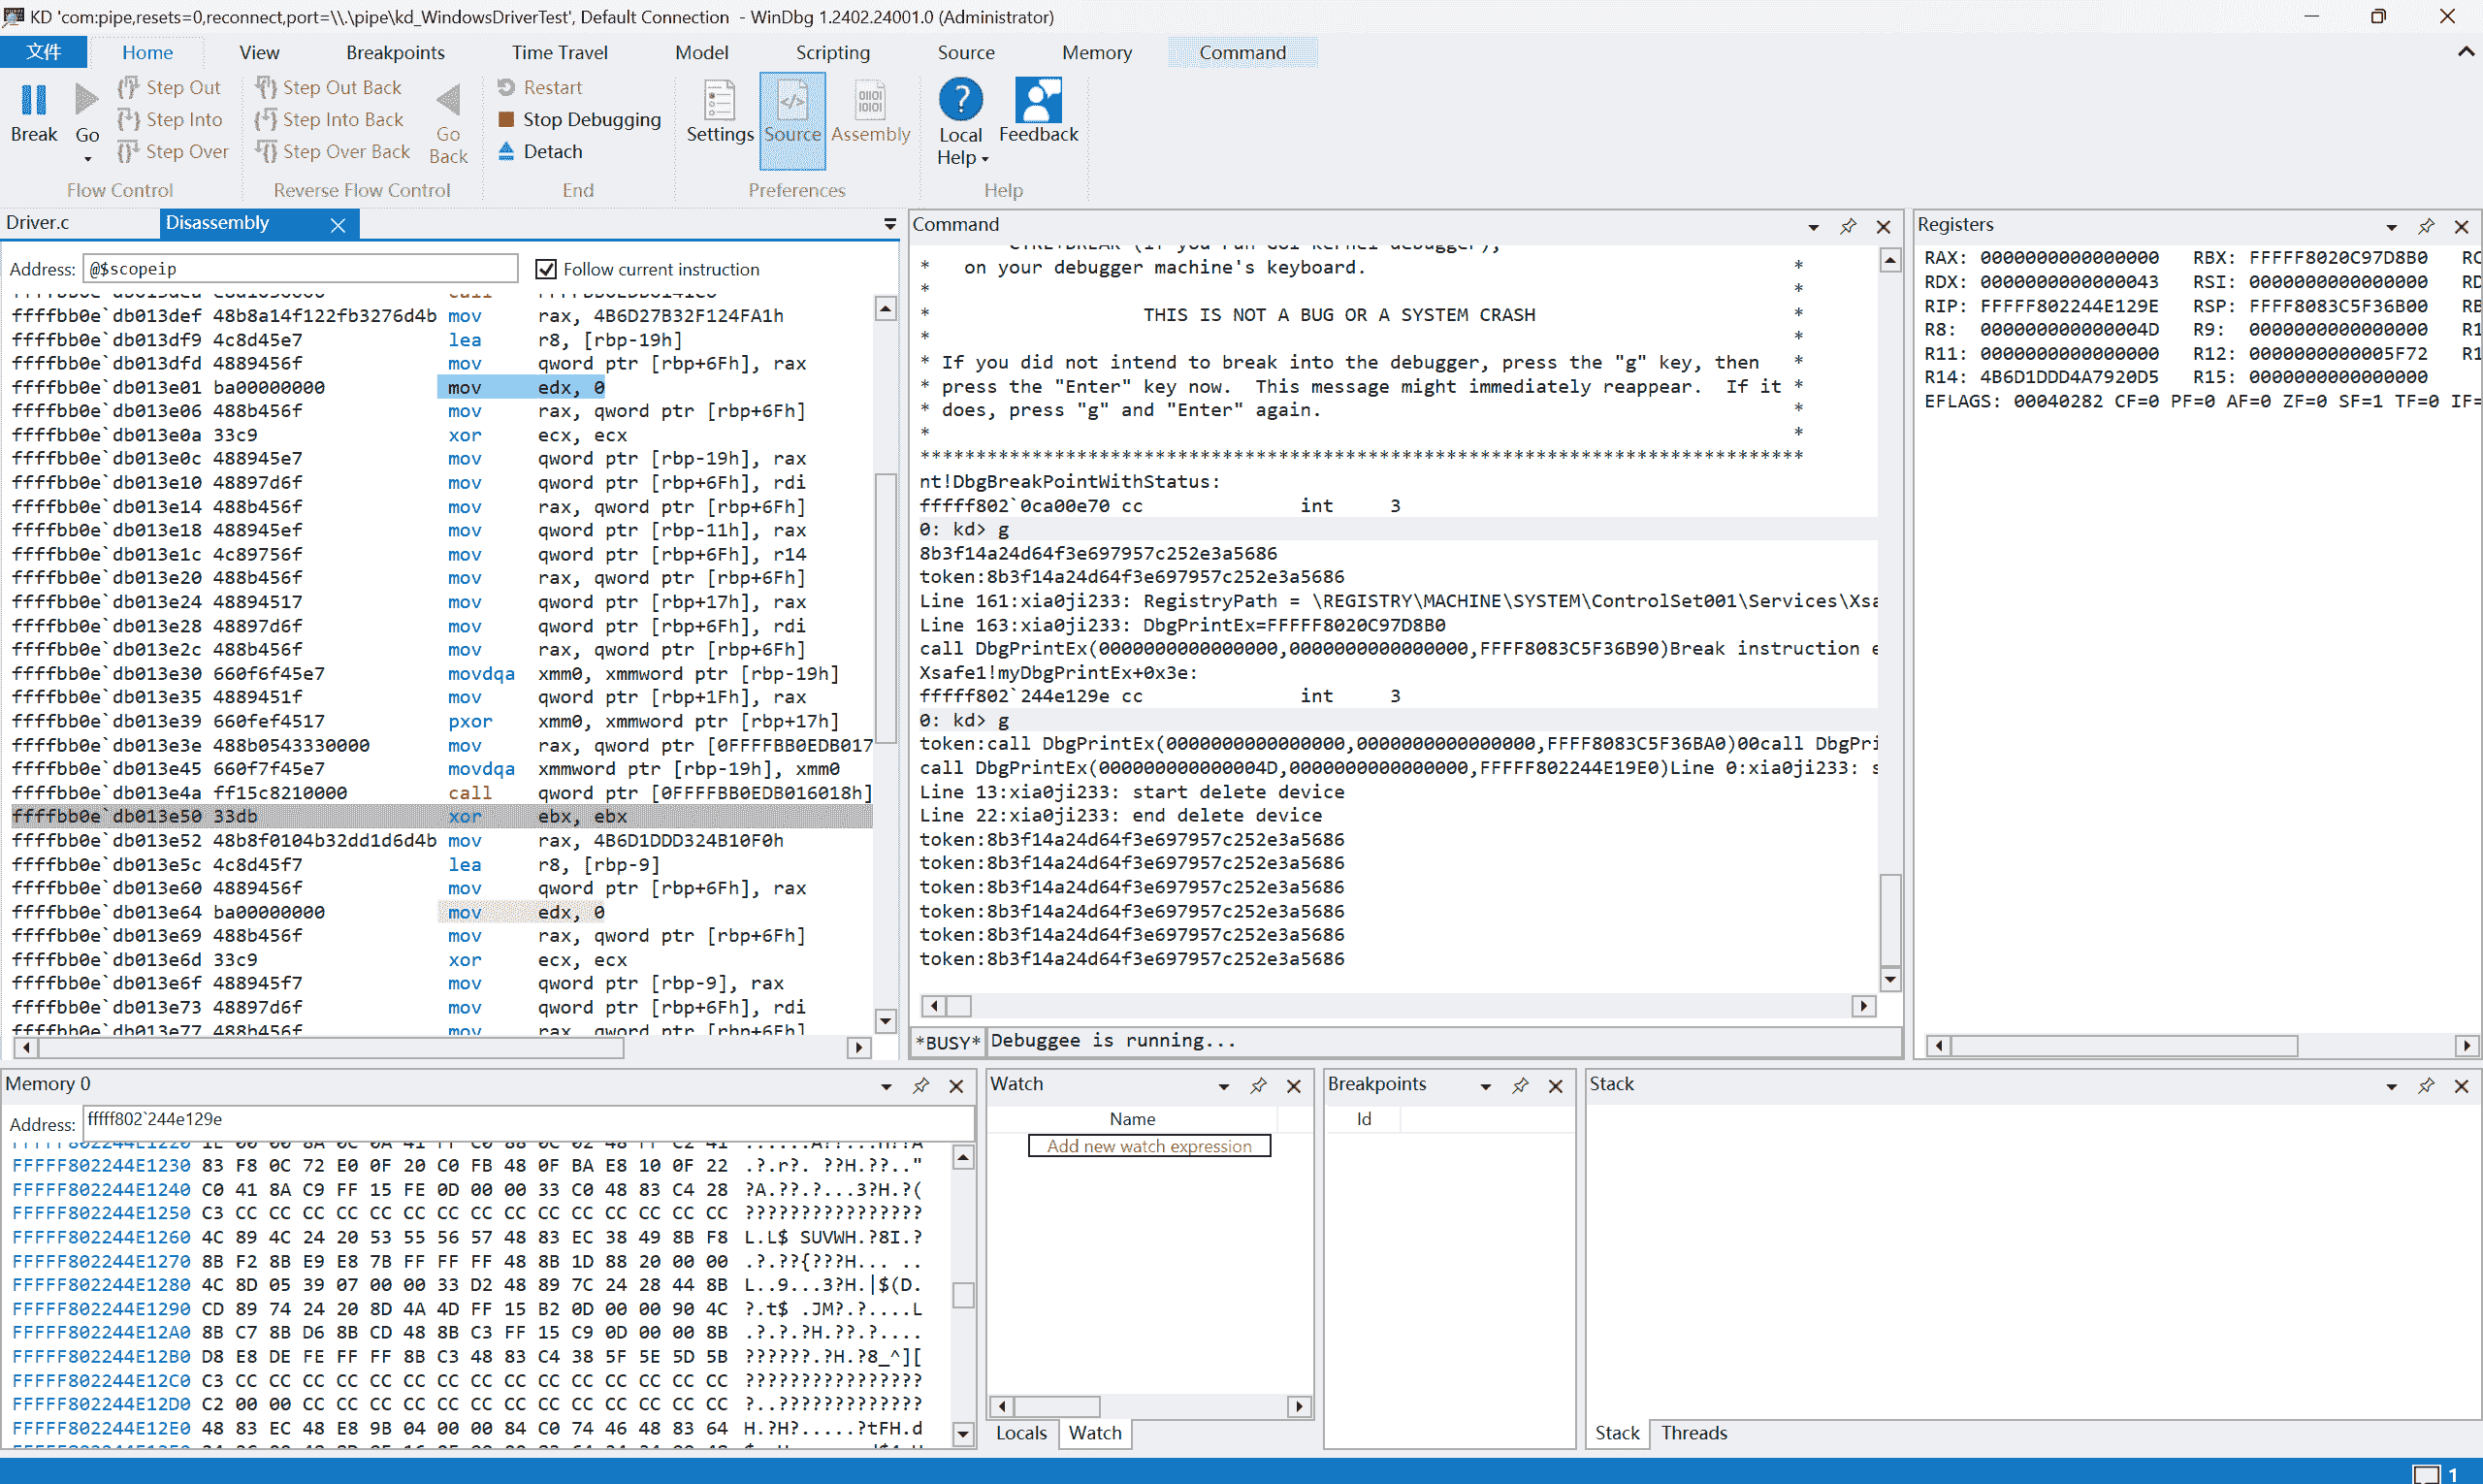 KD 'com:pipe,resets=0,reconnect,port=\\.\pipe\kd_WindowsDriverTest', Default Connection - WinDbg 1.2402.24001.0 (Administrator)
文件 Home View Breakpoints Time Travel Model Scripting Source Memory Command
Break
Go
Step Out
Step Into
Step Over
Flow Control
Step Out Back
Step Into Back
Step Over Back
Go Back
Reverse Flow Control
Restart
Stop Debugging
Detach
End
Settings
Source
Assembly
Preferences
Local Help
Feedback
Help
Driver.c
Disassembly
Address: @$scopeip
Follow current instruction
ffffbb0e`db013def 48b8a14f122fb3276d4b mov rax, 4B6D27B32F124FA1h
ffffbb0e`db013df9 4c8d45e7 lea r8, [rbp-19h]
ffffbb0e`db013dfd 4889456f mov qword ptr [rbp+6Fh], rax
ffffbb0e`db013e01 ba00000000 mov edx, 0
ffffbb0e`db013e06 488b456f mov rax, qword ptr [rbp+6Fh]
ffffbb0e`db013e0a 33c9 xor ecx, ecx
ffffbb0e`db013e0c 488945e7 mov qword ptr [rbp-19h], rax
ffffbb0e`db013e10 48897d6f mov qword ptr [rbp+6Fh], rdi
ffffbb0e`db013e14 488b456f mov rax, qword ptr [rbp+6Fh]
ffffbb0e`db013e18 488945ef mov qword ptr [rbp-11h], rax
ffffbb0e`db013e1c 4c89756f mov qword ptr [rbp+6Fh], r14
ffffbb0e`db013e20 488b456f mov rax, qword ptr [rbp+6Fh]
ffffbb0e`db013e24 48894517 mov qword ptr [rbp+17h], rax
ffffbb0e`db013e28 48897d6f mov qword ptr [rbp+6Fh], rdi
ffffbb0e`db013e2c 488b456f mov rax, qword ptr [rbp+6Fh]
ffffbb0e`db013e30 660f6f45e7 movdqa xmm0, xmmword ptr [rbp-19h]
ffffbb0e`db013e35 4889451f mov qword ptr [rbp+1Fh], rax
ffffbb0e`db013e39 660fef4517 pxor xmm0, xmmword ptr [rbp+17h]
ffffbb0e`db013e3e 488b0543330000 mov rax, qword ptr [0FFFFBB0EDB017
ffffbb0e`db013e45 660f7f45e7 movdqa xmmword ptr [rbp-19h], xmm0
ffffbb0e`db013e4a ff15c8210000 call qword ptr [0FFFFBB0EDB016018h]
ffffbb0e`db013e50 33db xor ebx, ebx
ffffbb0e`db013e52 48b8f0104b32dd1d6d4b mov rax, 4B6D1DDD324B10F0h
ffffbb0e`db013e5c 4c8d45f7 lea r8, [rbp-9]
ffffbb0e`db013e60 4889456f mov qword ptr [rbp+6Fh], rax
ffffbb0e`db013e64 ba00000000 mov edx, 0
ffffbb0e`db013e69 488b456f mov rax, qword ptr [rbp+6Fh]
ffffbb0e`db013e6d 33c9 xor ecx, ecx
ffffbb0e`db013e6f 488945f7 mov qword ptr [rbp-9], rax
ffffbb0e`db013e73 48897d6f mov qword ptr [rbp+6Fh], rdi
ffffbb0e`db013e77 488b456f mov rax, qword ptr [rbp+6Fh]
Command
* on your debugger machine's keyboard. *
* *
* THIS IS NOT A BUG OR A SYSTEM CRASH *
* *
* If you did not intend to break into the debugger, press the "g" key, then *
* press the "Enter" key now. This message might immediately reappear. If it *
* does, press "g" and "Enter" again. *
* *
*******************************************************************************
nt!DbgBreakPointWithStatus:
fffff802`0ca00e70 cc int 3
0: kd> g
8b3f14a24d64f3e697957c252e3a5686
token:8b3f14a24d64f3e697957c252e3a5686
Line 161:xia0ji233: RegistryPath = \REGISTRY\MACHINE\SYSTEM\ControlSet001\Services\Xsa
Line 163:xia0ji233: DbgPrintEx=FFFFF8020C97D8B0
call DbgPrintEx(0000000000000000,0000000000000000,FFFF8083C5F36B90)Break instruction e
Xsafe1!myDbgPrintEx+0x3e:
fffff802`244e129e cc int 3
0: kd> g
token:call DbgPrintEx(0000000000000000,0000000000000000,FFFF8083C5F36BA0)00call DbgPri
call DbgPrintEx(000000000000004D,0000000000000000,FFFFF802244E19E0)Line 0:xia0ji233: s
Line 13:xia0ji233: start delete device
Line 22:xia0ji233: end delete device
token:8b3f14a24d64f3e697957c252e3a5686
token:8b3f14a24d64f3e697957c252e3a5686
token:8b3f14a24d64f3e697957c252e3a5686
token:8b3f14a24d64f3e697957c252e3a5686
token:8b3f14a24d64f3e697957c252e3a5686
token:8b3f14a24d64f3e697957c252e3a5686
*BUSY* Debuggee is running...
Registers
RAX: 0000000000000000 RBX: FFFFF8020C97D8B0 RC
RDX: 0000000000000043 RSI: 0000000000000000 RD
RIP: FFFFF802244E129E RSP: FFFF8083C5F36B00 RB
R8: 000000000000004D R9: 0000000000000000 R1
R11: 0000000000000000 R12: 0000000000005F72 R1
R14: 4B6D1DDD4A7920D5 R15: 0000000000000000
EFLAGS: 00040282 CF=0 PF=0 AF=0 ZF=0 SF=1 TF=0 IF=
Memory 0
Address: fffff802`244e129e
FFFFF802244E1230 83 F8 0C 72 E0 0F 20 C0 FB 48 0F BA E8 10 0F 22 .?.r?. ??H.??.."
FFFFF802244E1240 C0 41 8A C9 FF 15 FE 0D 00 00 33 C0 48 83 C4 28 ?A.??.?...3?H.?(
FFFFF802244E1250 C3 CC CC CC CC CC CC CC CC CC CC CC CC CC CC CC ????????????????
FFFFF802244E1260 4C 89 4C 24 20 53 55 56 57 48 83 EC 38 49 8B F8 L.L$ SUVWH.?8I.?
FFFFF802244E1270 8B F2 8B E9 E8 7B FF FF FF 48 8B 1D 88 20 00 00 .?.??{???H... ..
FFFFF802244E1280 4C 8D 05 39 07 00 00 33 D2 48 89 7C 24 28 44 8B L..9...3?H.|$(D.
FFFFF802244E1290 CD 89 74 24 20 8D 4A 4D FF 15 B2 0D 00 00 90 4C ?.t$ .JM?.?....L
FFFFF802244E12A0 8B C7 8B D6 8B CD 48 8B C3 FF 15 C9 0D 00 00 8B .?.?.?H.??.?....
FFFFF802244E12B0 D8 E8 DE FE FF FF 8B C3 48 83 C4 38 5F 5E 5D 5B ??????.?H.?8_^][
FFFFF802244E12C0 C3 CC CC CC CC CC CC CC CC CC CC CC CC CC CC CC ????????????????
FFFFF802244E12D0 C2 00 00 CC CC CC CC CC CC CC CC CC CC CC CC CC ?..?????????????
FFFFF802244E12E0 48 83 EC 48 E8 9B 04 00 00 84 C0 74 46 48 83 64 H.?H?.....?tFH.d
Watch
Name
Add new watch expression
Locals Watch
Breakpoints
Id
Stack
Stack Threads
1